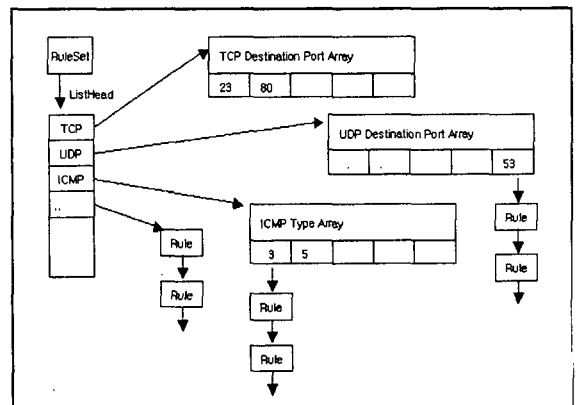 RuleSet
ListHead
TCP Destination Port Array
23 80
TCP
UDP
ICMP
..
UDP Destination Port Array
. . 53
ICMP Type Array
3 5
Rule
Rule
Rule
Rule
Rule
Rule